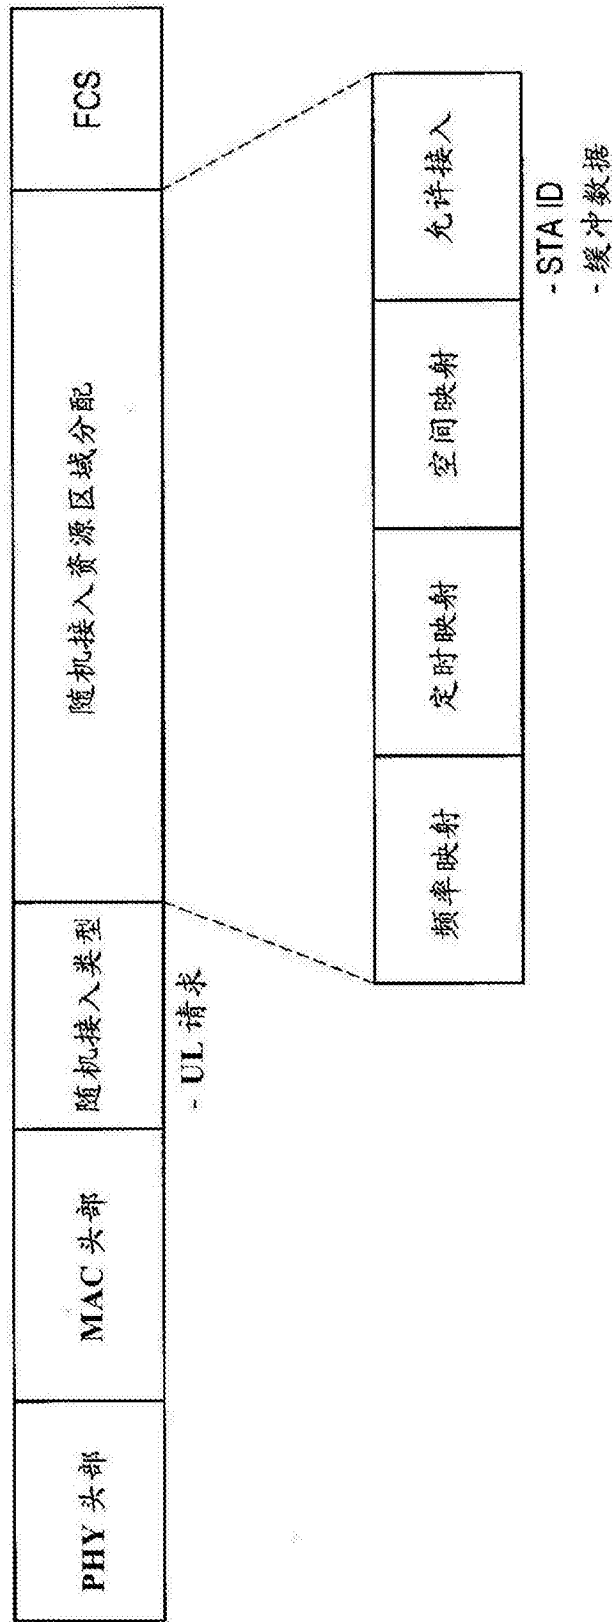 PHY 头部
MAC 头部
随机接入类型
随机接入资源区域分配
FCS
- UL 请求
频率映射
定时映射
空间映射
允许接入
- STA ID
- 缓冲数据